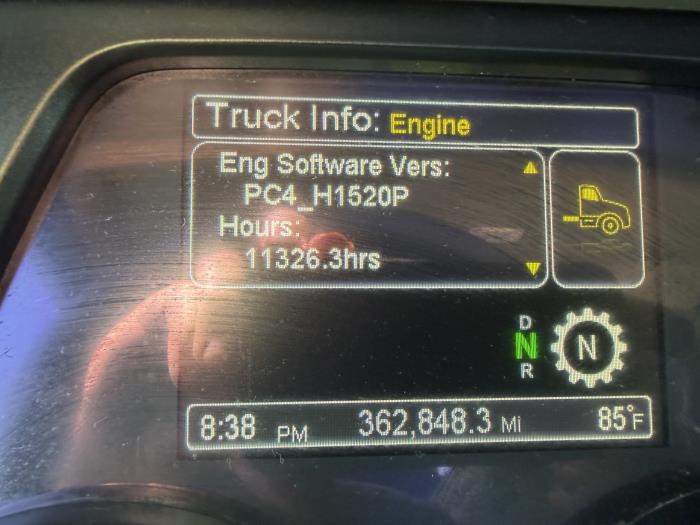 Truck Info: Engine
Eng Software Vers:
PC4_H1520P
Hours:
11326.3hrs
D
N N
R
8:38 PM 362,848.3 Mi 85°F